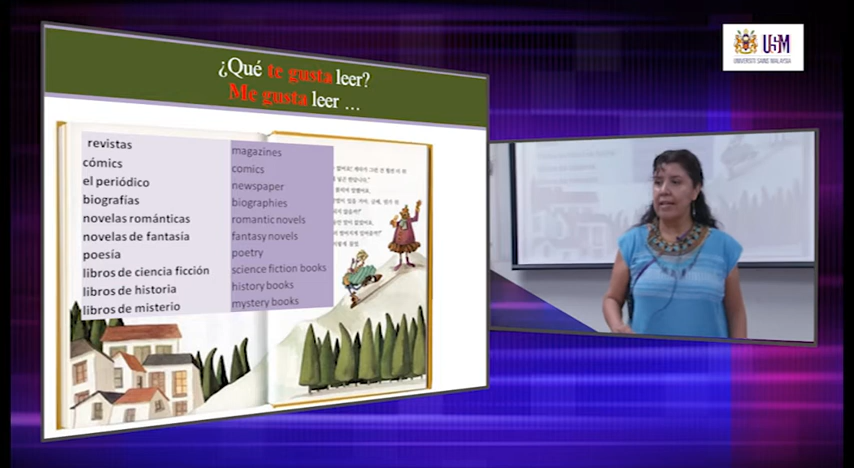 ¿Qué te gusta leer?
Me gusta leer ...
revistas
cómics
el periódico
biografías
novelas románticas
novelas de fantasía
poesía
libros de ciencia ficción
libros de historia
libros de misterio
magazines
comics
newspaper
biographies
romantic novels
fantasy novels
poetry
science fiction books
history books
mystery books
USM
UNIVERSITI SAINS MALAYSIA